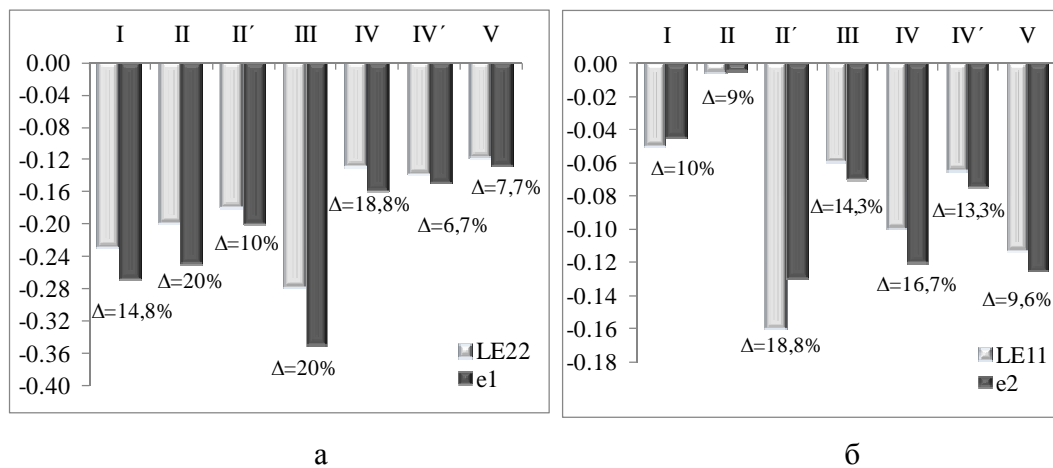 I II II´ III IV IV´ V
0.00
-0.04
-0.08
-0.12
-0.16
-0.20
-0.24
-0.28
-0.32
-0.36
-0.40
Δ=14,8%
Δ=20%
Δ=10%
Δ=20%
Δ=18,8%
Δ=6,7%
Δ=7,7%
LE22
e1
а
I II II´ III IV IV´ V
0.00
-0.02
-0.04
-0.06
-0.08
-0.10
-0.12
-0.14
-0.16
-0.18
Δ=10%
Δ=9%
Δ=18,8%
Δ=14,3%
Δ=16,7%
Δ=13,3%
Δ=9,6%
LE11
e2
б